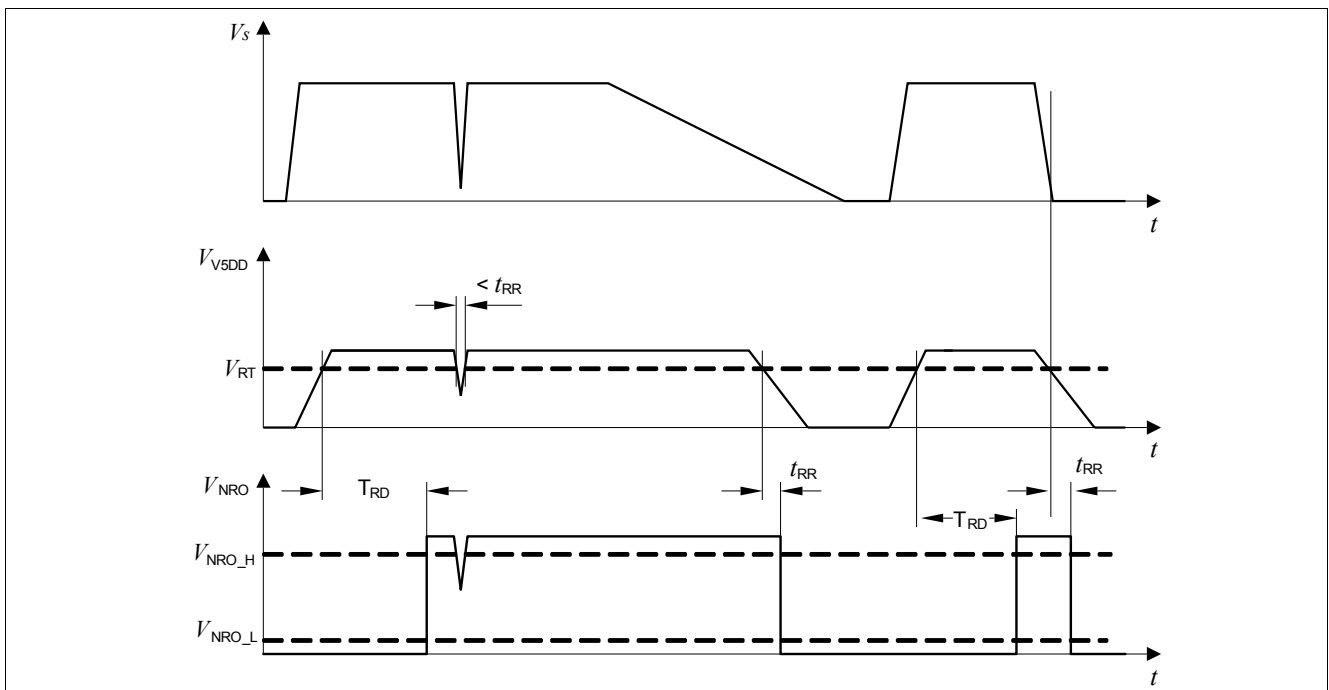 VS
t
VV5DD
< tRR
VRT
t
VNRO
TRD
tRR
tRR
TRD
VNRO_H
VNRO_L
t